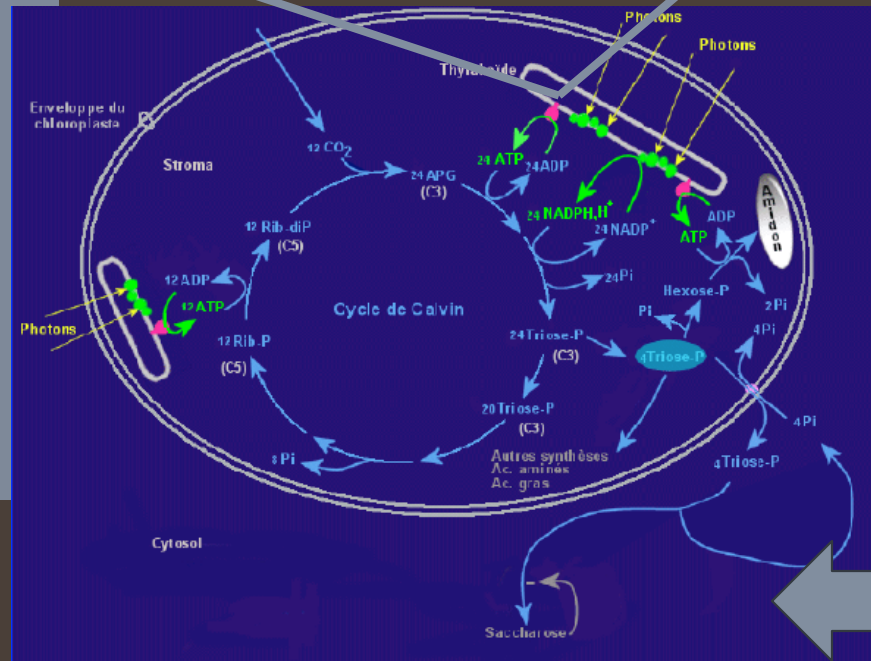 Photons
Photons
Thylakoïde
Enveloppe du
chloroplaste
Stroma
12 CO2
24 APG
(C3)
24 ATP
24 ADP
24 NADPH,H+
24 NADP+
ADP
ATP
Amidon
12 Rib-diP
(C5)
12 ADP
12 ATP
Photons
24Pi
Hexose-P
2Pi
Pi
4Pi
Cycle de Calvin
12 Rib-P
(C5)
24Triose-P
(C3)
4Triose-P
20Triose-P
(C3)
4Pi
8Pi
Autres synthèses
Ac. aminés
Ac. gras
4Triose-P
Cytosol
-
Saccharose